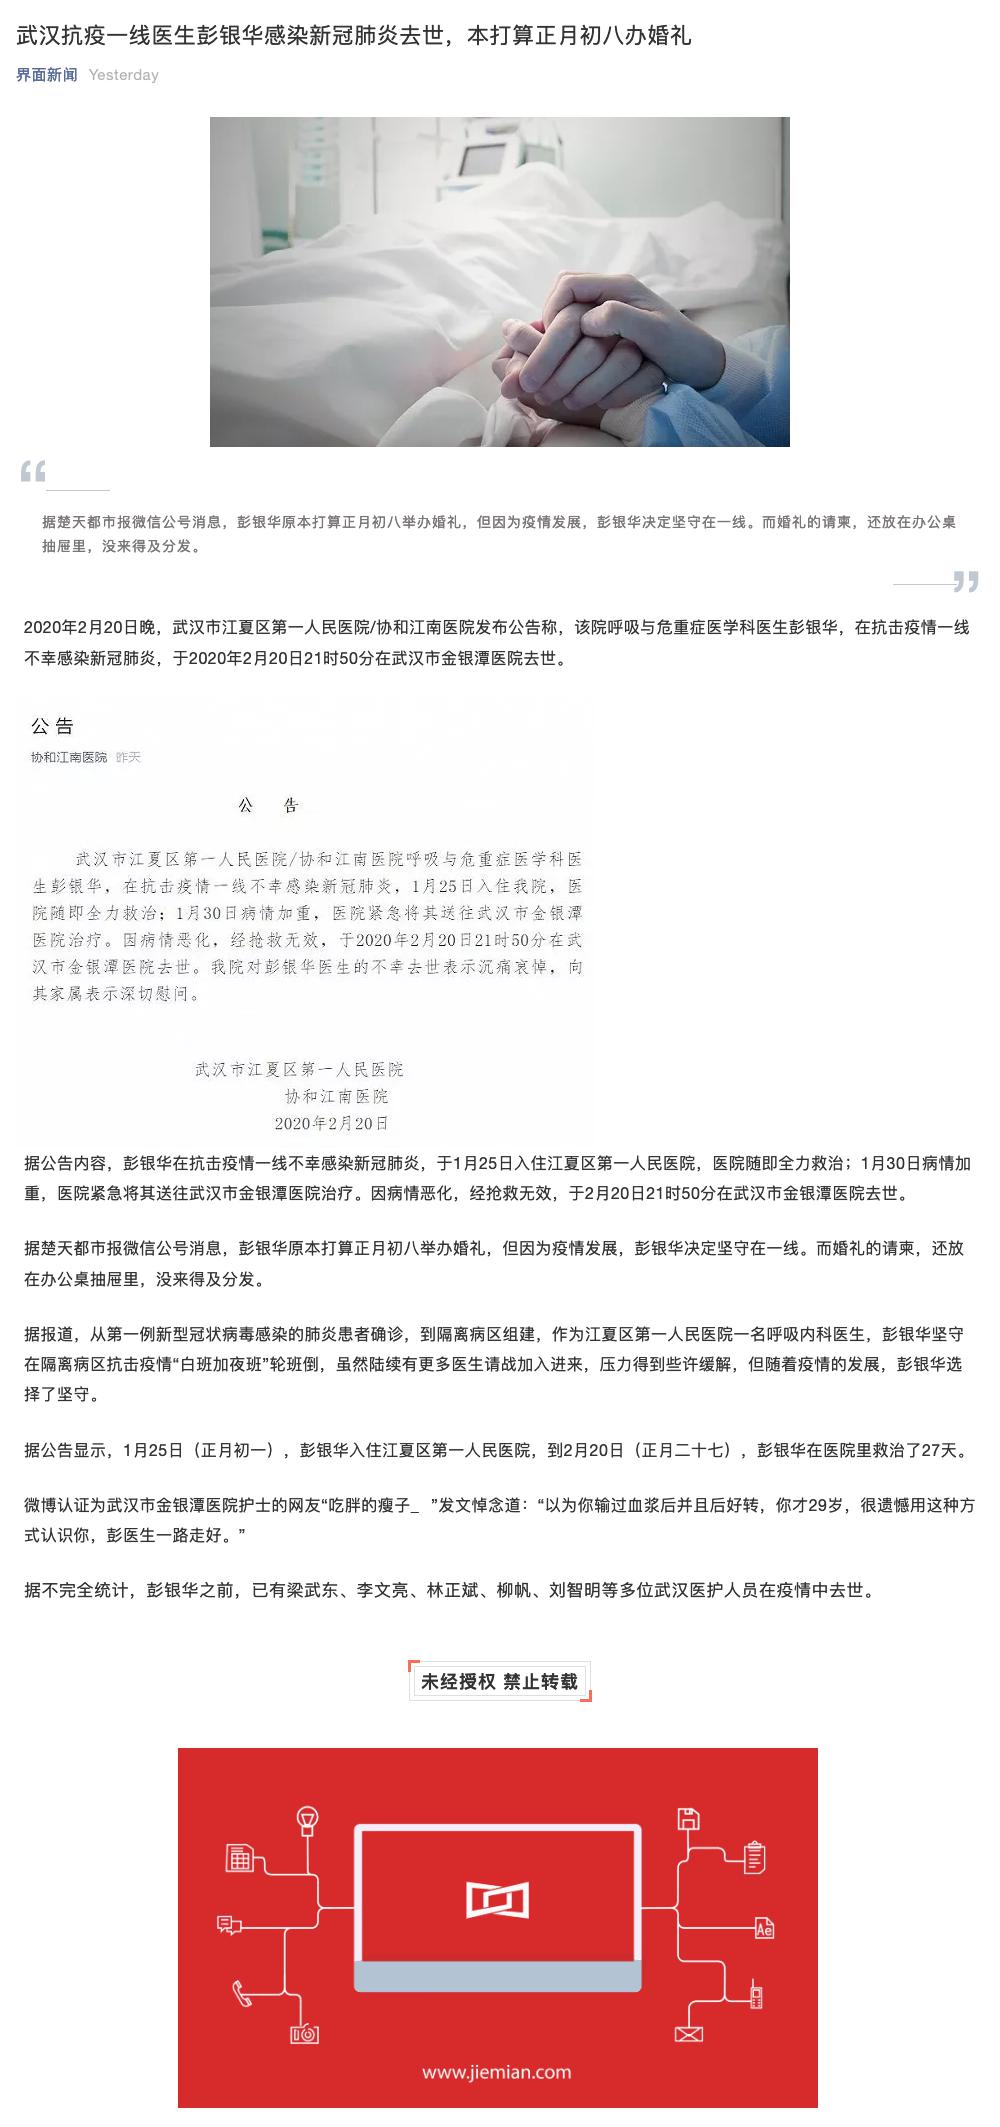 武汉抗疫一线医生彭银华感染新冠肺炎去世，本打算正月初八办婚礼
界面新闻 Yesterday
“
据楚天都市报微信公号消息，彭银华原本打算正月初八举办婚礼，但因为疫情发展，彭银华决定坚守在一线。而婚礼的请柬，还放在办公桌
抽屉里，没来得及分发。
”
2020年2月20日晚，武汉市江夏区第一人民医院/协和江南医院发布公告称，该院呼吸与危重症医学科医生彭银华，在抗击疫情一线
不幸感染新冠肺炎，于2020年2月20日21时50分在武汉市金银潭医院去世。
公 告
协和江南医院 昨天
公 告
武汉市江夏区第一人民医院/协和江南医院呼吸与危重症医学科医
生彭银华，在抗击疫情一线不幸感染新冠肺炎，1月25日入住我院，医
院随即全力救治；1月30日病情加重，医院紧急将其送往武汉市金银潭
医院治疗。因病情恶化，经抢救无效，于2020年2月20日21时50分在武
汉市金银潭医院去世。我院对彭银华医生的不幸去世表示沉痛哀悼，向
其家属表示深切慰问。
武汉市江夏区第一人民医院
协和江南医院
2020年2月20日
据公告内容，彭银华在抗击疫情一线不幸感染新冠肺炎，于1月25日入住江夏区第一人民医院，医院随即全力救治；1月30日病情加
重，医院紧急将其送往武汉市金银潭医院治疗。因病情恶化，经抢救无效，于2月20日21时50分在武汉市金银潭医院去世。
据楚天都市报微信公号消息，彭银华原本打算正月初八举办婚礼，但因为疫情发展，彭银华决定坚守在一线。而婚礼的请柬，还放
在办公桌抽屉里，没来得及分发。
据报道，从第一例新型冠状病毒感染的肺炎患者确诊，到隔离病区组建，作为江夏区第一人民医院一名呼吸内科医生，彭银华坚守
在隔离病区抗击疫情“白班加夜班”轮班倒，虽然陆续有更多医生请战加入进来，压力得到些许缓解，但随着疫情的发展，彭银华选
择了坚守。
据公告显示，1月25日（正月初一），彭银华入住江夏区第一人民医院，到2月20日（正月二十七），彭银华在医院里救治了27天。
微博认证为武汉市金银潭医院护士的网友“吃胖的瘦子_ ”发文悼念道：“以为你输过血浆后并且后好转，你才29岁，很遗憾用这种方
式认识你，彭医生一路走好。”
据不完全统计，彭银华之前，已有梁武东、李文亮、林正斌、柳帆、刘智明等多位武汉医护人员在疫情中去世。
未经授权 禁止转载
Ae
www.jiemian.com